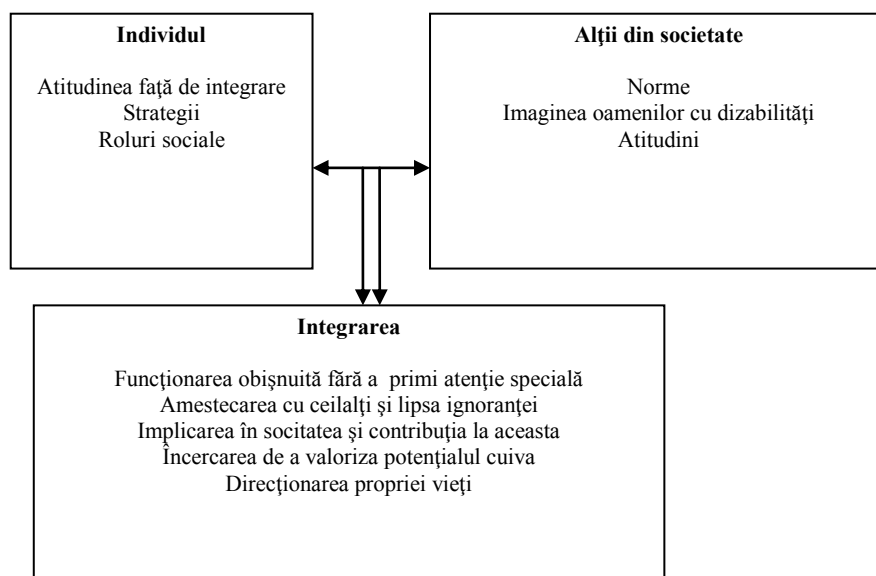 Individul
Atitudinea faţă de integrare
Strategii
Roluri sociale
Alţii din societate
Norme
Imaginea oamenilor cu dizabilităţi
Atitudini
Integrarea
Funcţionarea obişnuită fără a primi atenţie specială
Amestecarea cu ceilalţi şi lipsa ignoranţei
Implicarea în socitatea şi contribuţia la aceasta
Încercarea de a valoriza potenţialul cuiva
Direcţionarea propriei vieţi